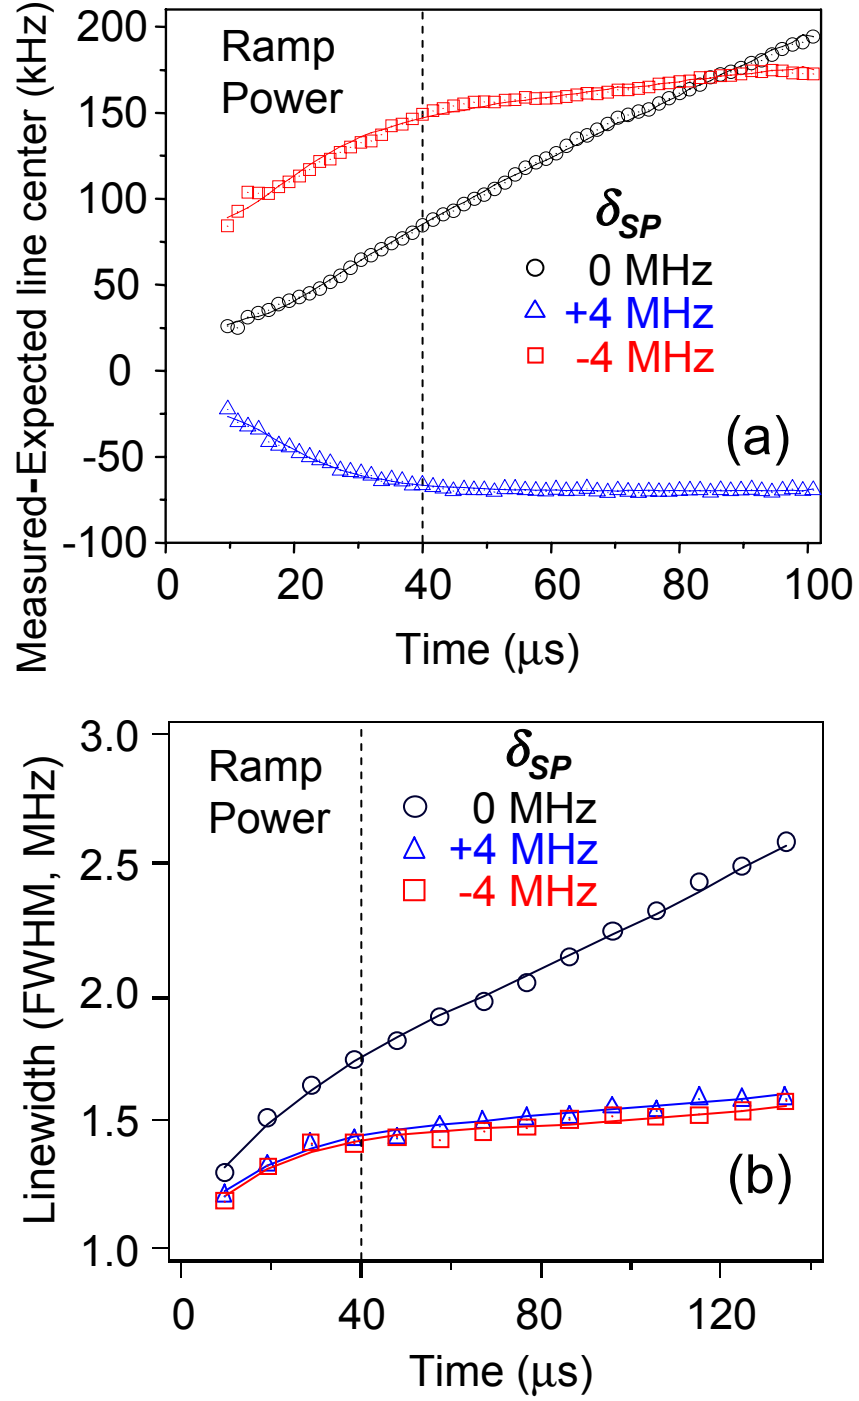 Measured-Expected line center (kHz)
200
150
100
50
0
-50
-100
Ramp
Power
δSP
0 MHz
+4 MHz
-4 MHz
(a)
0 20 40 60 80 100
Time (μs)
Linewidth (FWHM, MHz)
3.0
2.5
2.0
1.5
1.0
Ramp
Power
δSP
0 MHz
+4 MHz
-4 MHz
(b)
0 40 80 120
Time (μs)